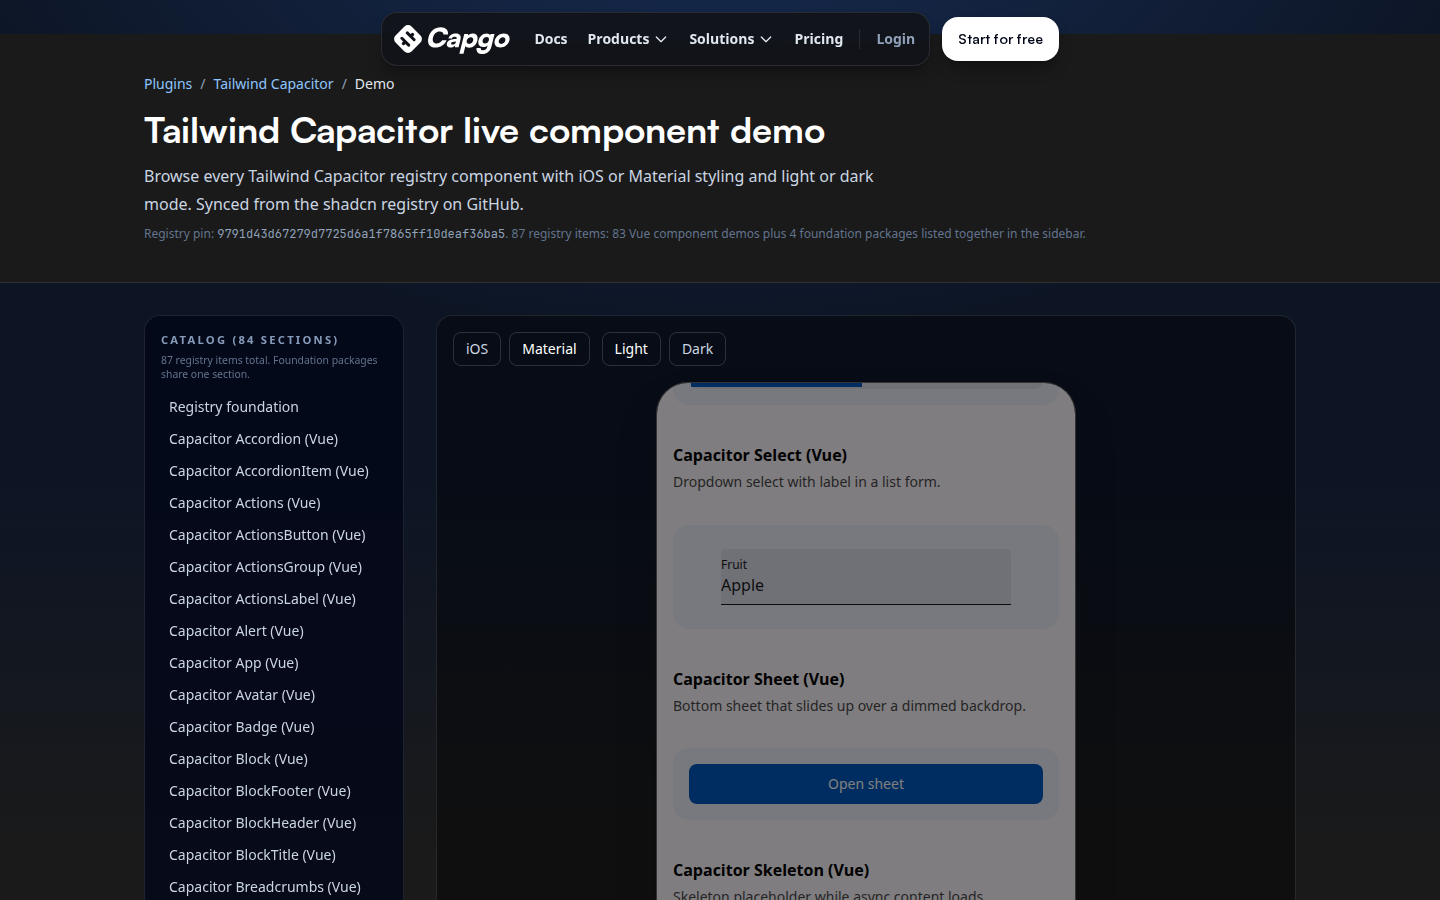 Capgo
Docs
Products
Solutions
Pricing
Login
Start for free
Plugins / Tailwind Capacitor / Demo
Tailwind Capacitor live component demo
Browse every Tailwind Capacitor registry component with iOS or Material styling and light or dark
mode. Synced from the shadcn registry on GitHub.
Registry pin: 9791d43d67279d7725d6a1f7865ff10deaf36ba5. 87 registry items: 83 Vue component demos plus 4 foundation packages listed together in the sidebar.
CATALOG (84 SECTIONS)
87 registry items total. Foundation packages
share one section.
Registry foundation
Capacitor Accordion (Vue)
Capacitor AccordionItem (Vue)
Capacitor Actions (Vue)
Capacitor ActionsButton (Vue)
Capacitor ActionsGroup (Vue)
Capacitor ActionsLabel (Vue)
Capacitor Alert (Vue)
Capacitor App (Vue)
Capacitor Avatar (Vue)
Capacitor Badge (Vue)
Capacitor Block (Vue)
Capacitor BlockFooter (Vue)
Capacitor BlockHeader (Vue)
Capacitor BlockTitle (Vue)
Capacitor Breadcrumbs (Vue)
iOS
Material
Light
Dark
Capacitor Select (Vue)
Dropdown select with label in a list form.
Fruit
Apple
Capacitor Sheet (Vue)
Bottom sheet that slides up over a dimmed backdrop.
Open sheet
Capacitor Skeleton (Vue)
Skeleton placeholder while async content loads